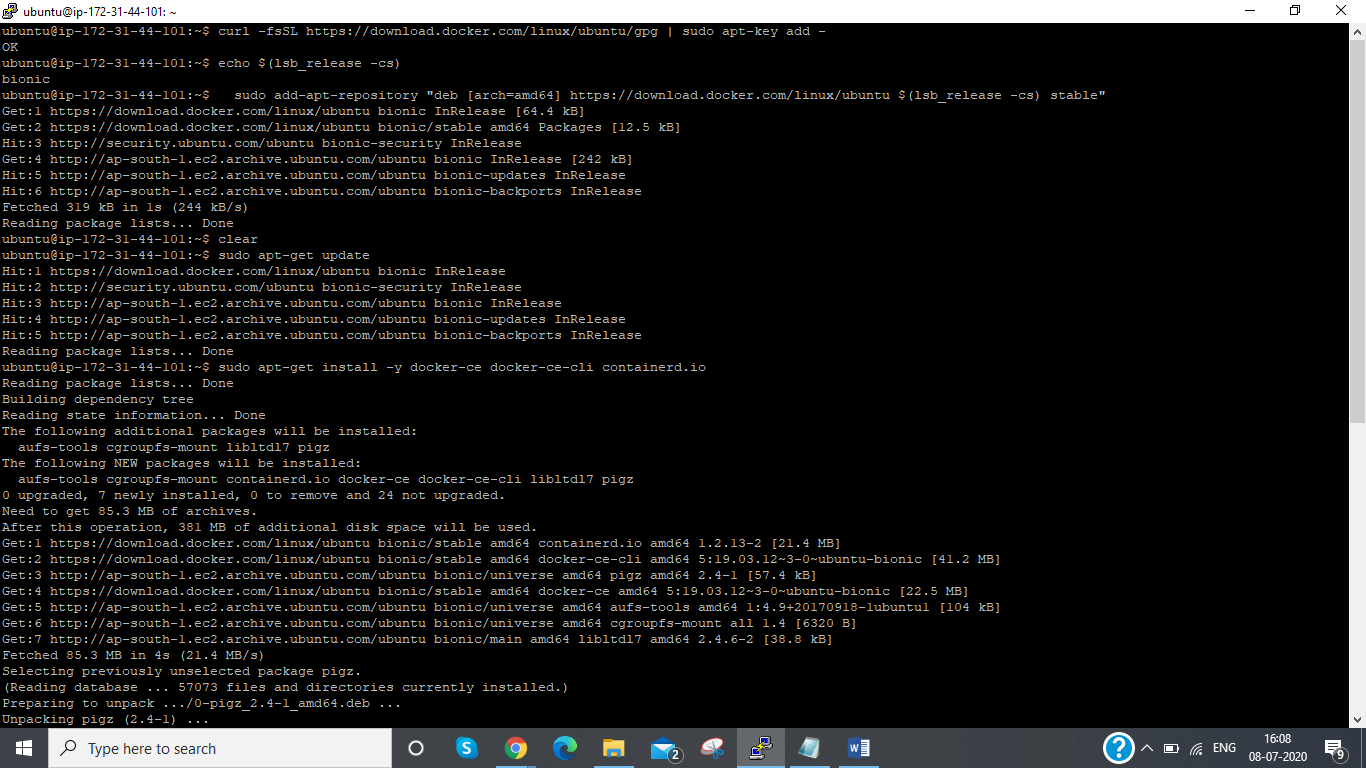 ubuntu@ip-172-31-44-101: ~
ubuntu@ip-172-31-44-101:~$ curl -fsSL https://download.docker.com/linux/ubuntu/gpg | sudo apt-key add -
OK
ubuntu@ip-172-31-44-101:~$ echo $(lsb_release -cs)
bionic
ubuntu@ip-172-31-44-101:~$   sudo add-apt-repository "deb [arch=amd64] https://download.docker.com/linux/ubuntu $(lsb_release -cs) stable"
Get:1 https://download.docker.com/linux/ubuntu bionic InRelease [64.4 kB]
Get:2 https://download.docker.com/linux/ubuntu bionic/stable amd64 Packages [12.5 kB]
Hit:3 http://security.ubuntu.com/ubuntu bionic-security InRelease
Get:4 http://ap-south-1.ec2.archive.ubuntu.com/ubuntu bionic InRelease [242 kB]
Hit:5 http://ap-south-1.ec2.archive.ubuntu.com/ubuntu bionic-updates InRelease
Hit:6 http://ap-south-1.ec2.archive.ubuntu.com/ubuntu bionic-backports InRelease
Fetched 319 kB in 1s (244 kB/s)
Reading package lists... Done
ubuntu@ip-172-31-44-101:~$ clear
ubuntu@ip-172-31-44-101:~$ sudo apt-get update
Hit:1 https://download.docker.com/linux/ubuntu bionic InRelease
Hit:2 http://security.ubuntu.com/ubuntu bionic-security InRelease
Hit:3 http://ap-south-1.ec2.archive.ubuntu.com/ubuntu bionic InRelease
Hit:4 http://ap-south-1.ec2.archive.ubuntu.com/ubuntu bionic-updates InRelease
Hit:5 http://ap-south-1.ec2.archive.ubuntu.com/ubuntu bionic-backports InRelease
Reading package lists... Done
ubuntu@ip-172-31-44-101:~$ sudo apt-get install -y docker-ce docker-ce-cli containerd.io
Reading package lists... Done
Building dependency tree
Reading state information... Done
The following additional packages will be installed:
  aufs-tools cgroupfs-mount libltdl7 pigz
The following NEW packages will be installed:
  aufs-tools cgroupfs-mount containerd.io docker-ce docker-ce-cli libltdl7 pigz
0 upgraded, 7 newly installed, 0 to remove and 24 not upgraded.
Need to get 85.3 MB of archives.
After this operation, 381 MB of additional disk space will be used.
Get:1 https://download.docker.com/linux/ubuntu bionic/stable amd64 containerd.io amd64 1.2.13-2 [21.4 MB]
Get:2 https://download.docker.com/linux/ubuntu bionic/stable amd64 docker-ce-cli amd64 5:19.03.12~3-0~ubuntu-bionic [41.2 MB]
Get:3 http://ap-south-1.ec2.archive.ubuntu.com/ubuntu bionic/universe amd64 pigz amd64 2.4-1 [57.4 kB]
Get:4 https://download.docker.com/linux/ubuntu bionic/stable amd64 docker-ce amd64 5:19.03.12~3-0~ubuntu-bionic [22.5 MB]
Get:5 http://ap-south-1.ec2.archive.ubuntu.com/ubuntu bionic/universe amd64 aufs-tools amd64 1:4.9+20170918-1ubuntu1 [104 kB]
Get:6 http://ap-south-1.ec2.archive.ubuntu.com/ubuntu bionic/universe amd64 cgroupfs-mount all 1.4 [6320 B]
Get:7 http://ap-south-1.ec2.archive.ubuntu.com/ubuntu bionic/main amd64 libltdl7 amd64 2.4.6-2 [38.8 kB]
Fetched 85.3 MB in 4s (21.4 MB/s)
Selecting previously unselected package pigz.
(Reading database ... 57073 files and directories currently installed.)
Preparing to unpack .../0-pigz_2.4-1_amd64.deb ...
Unpacking pigz (2.4-1) ...
Type here to search
2
ENG
16:08
08-07-2020
9